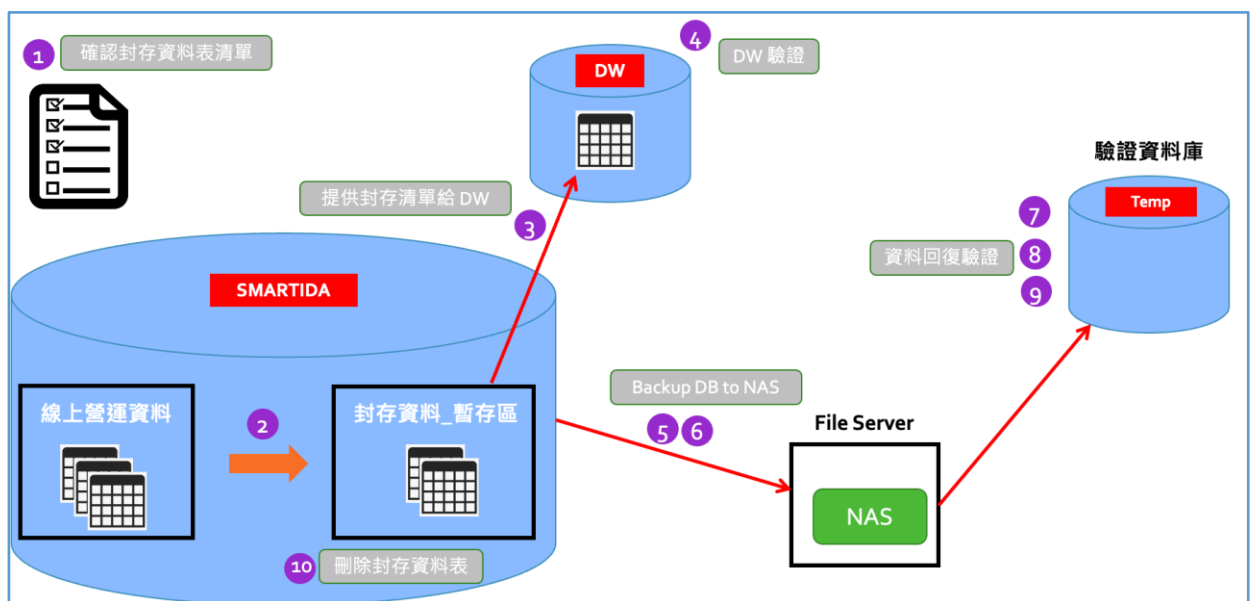 1 確認封存資料表清單
4 DW 驗證
DW
驗證資料庫
Temp
提供封存清單給 DW
3
7
資料回復驗證 8
9
SMARTIDA
線上營運資料
2
封存資料_暫存區
Backup DB to NAS
5 6
File Server
NAS
10 刪除封存資料表